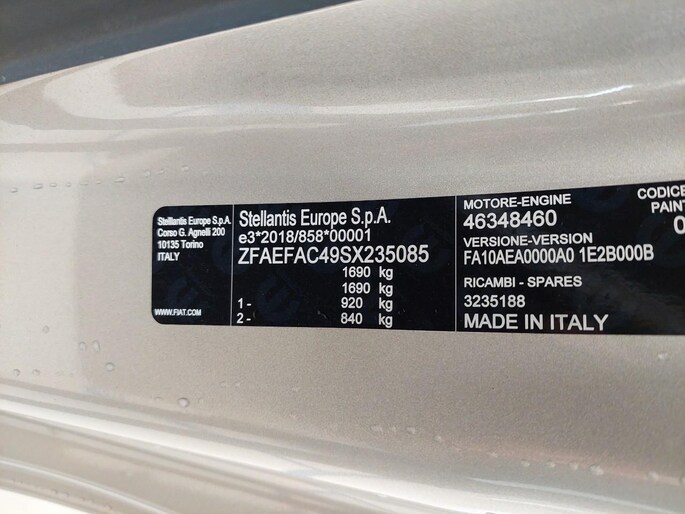 Stelllantis Europe S.p.A.
Corso G. Agnelli 200
10135 Torino
ITALY
WWW.FIAT.COM
Stellantis Europe S.p.A.
e3*2018/858*00001
ZFAEFAC49SX235085
1690 kg
1690 kg
1 - 920 kg
2 - 840 kg
MOTORE-ENGINE
46348460
VERSIONE-VERSION
FA10AEA0000A0 1E2B000B
RICAMBI - SPARES
3235188
MADE IN ITALY
CODICE
PAINT
0